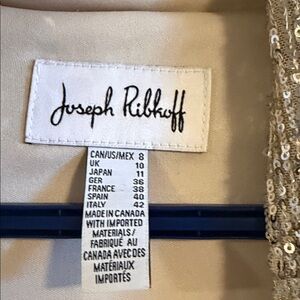 Joseph Ribkoff
CAN/US/MEX 8
UK 10
JAPAN 11
GER 36
FRANCE 38
SPAIN 40
ITALY 42
MADE IN CANADA
WITH IMPORTED
MATERIALS/
FABRIQUÉ AU
CANADA AVEC DES
MATÉRIAUX
IMPORTÉS